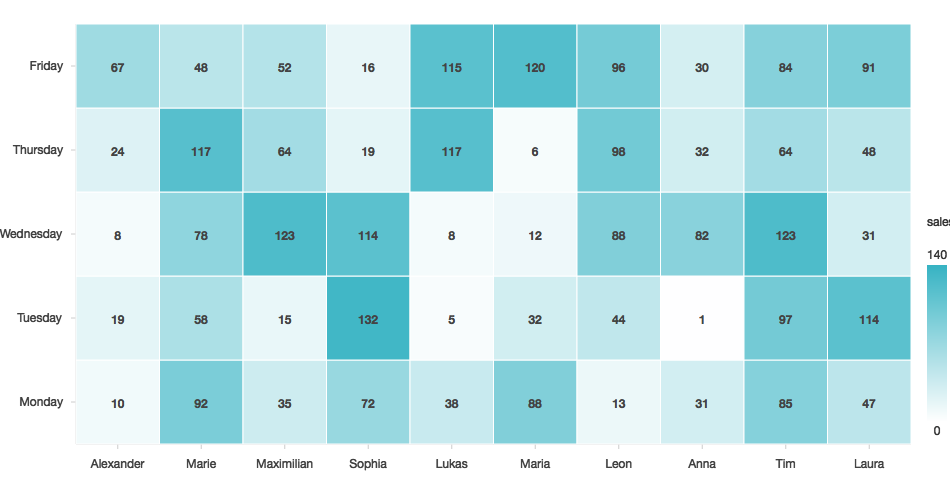 Friday 67 48 52 16 115 120 96 30 84 91
Thursday 24 117 64 19 117 6 98 32 64 48
Wednesday 8 78 123 114 8 12 88 82 123 31
sales
140
Tuesday 19 58 15 132 5 32 44 1 97 114
Monday 10 92 35 72 38 88 13 31 85 47
0
Alexander Marie Maximilian Sophia Lukas Maria Leon Anna Tim Laura